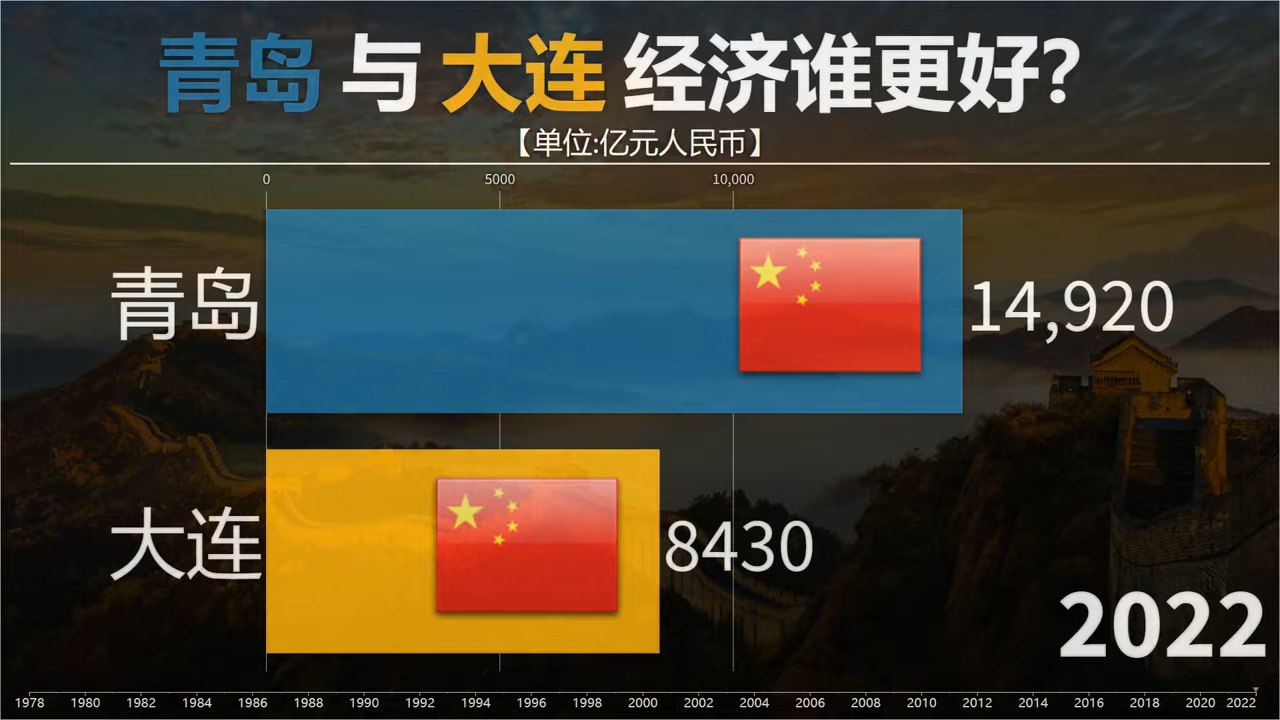 青岛 与 大连 经济谁更好?
【单位:亿元人民币】
0 5000 10,000
青岛 14,920
大连 8430
2022
1978 1980 1982 1984 1986 1988 1990 1992 1994 1996 1998 2000 2002 2004 2006 2008 2010 2012 2014 2016 2018 2020 2022